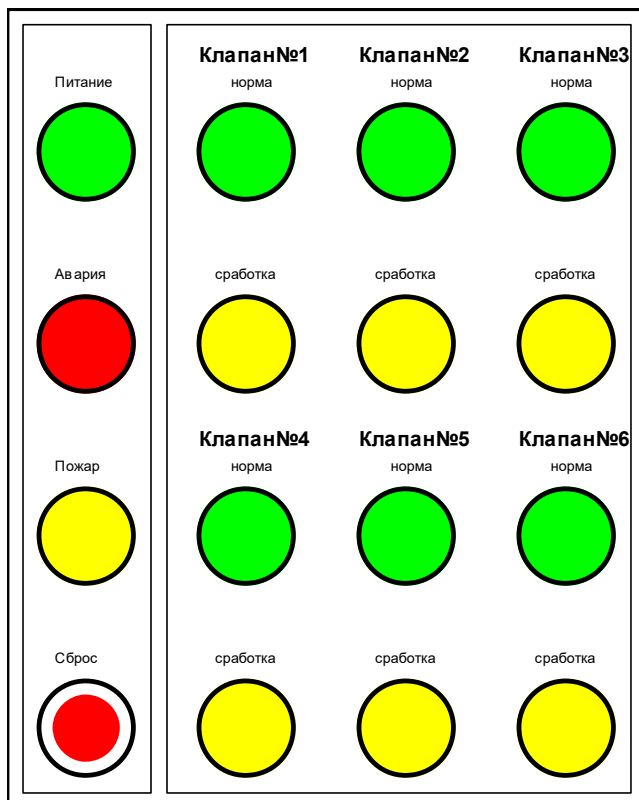 Питание
Авария
Пожар
Сброс
Клапан№1 Клапан№2 Клапан№3
норма норма норма
сработка сработка сработка
Клапан№4 Клапан№5 Клапан№6
норма норма норма
сработка сработка сработка